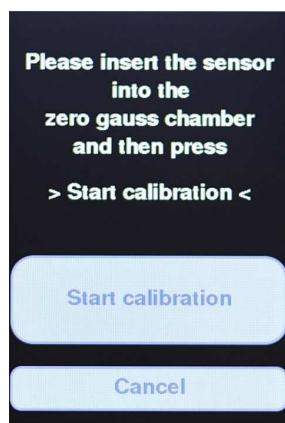 Please insert the sensor
into the
zero gauss chamber
and then press
> Start calibration <
Start calibration
Cancel